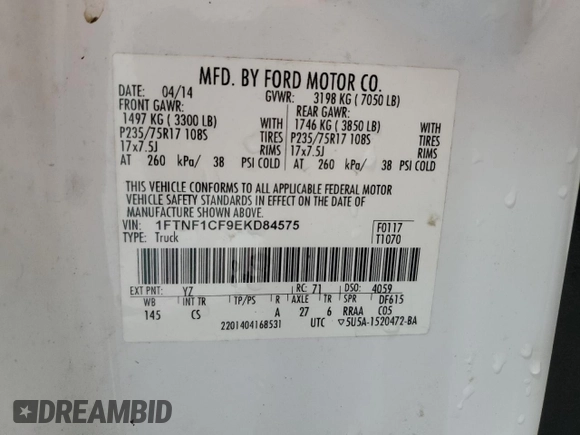 MFD. BY FORD MOTOR CO.
DATE: 04/14 GVWR: 3198 KG ( 7050 LB)
FRONT GAWR: REAR GAWR:
1497 KG ( 3300 LB) WITH 1746 KG ( 3850 LB) WITH
P235/75R17 108S TIRES P235/75R17 108S TIRES
17x7.5J RIMS 17x7.5J RIMS
AT 260 kPa/ 38 PSI COLD AT 260 kPa/ 38 PSI COLD
THIS VEHICLE CONFORMS TO ALL APPLICABLE FEDERAL MOTOR
VEHICLE SAFETY STANDARDS IN EFFECT ON THE DATE OF
MANUFACTURE SHOWN ABOVE.
VIN: 1FTNF1CF9EKD84575 F0117
TYPE: Truck T1070
EXT PNT: YZ RC: 71 DSO: 4059
WB INT TR TP/PS R AXLE TR SPR DF615
145 CS A 27 6 RRAA C05
2201404168531 UTC ▽5U5A-1520472-BA
DREAMBID